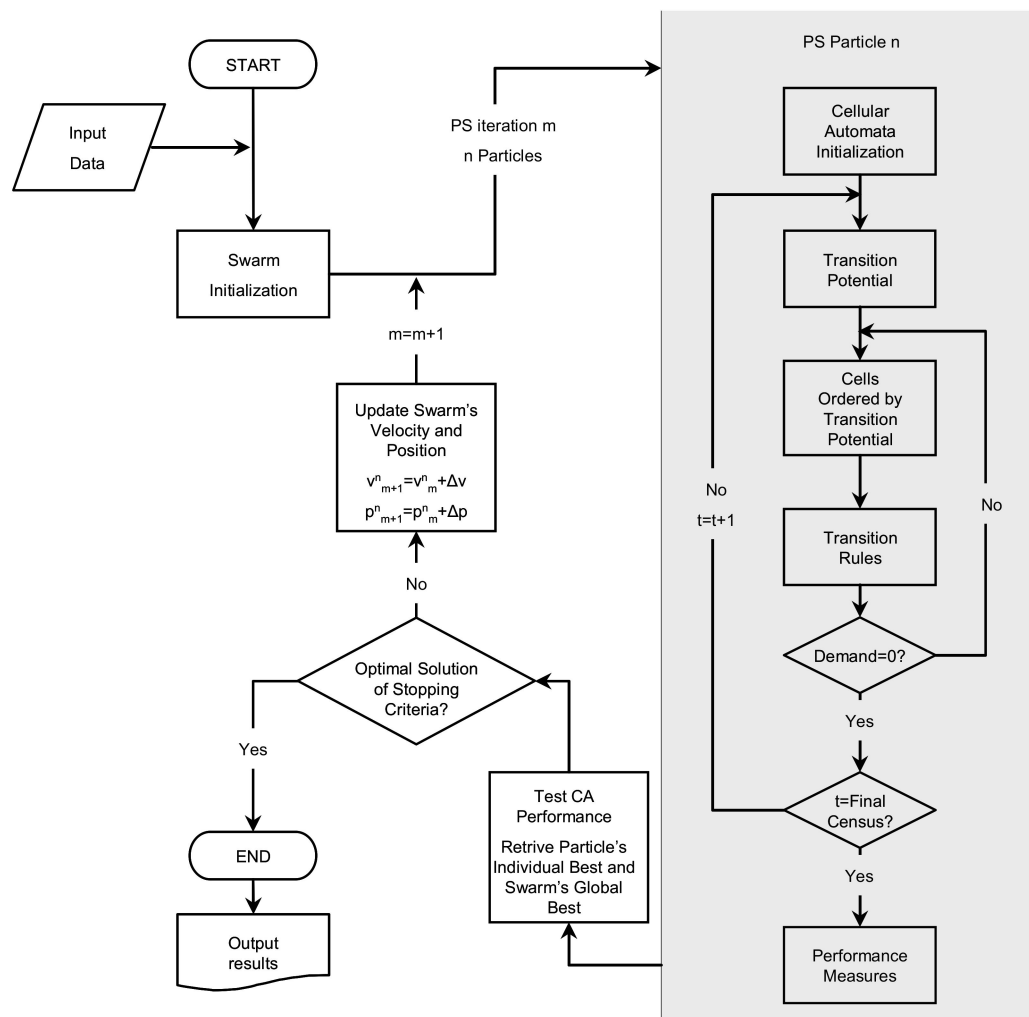 START
Input
Data
Swarm
Initialization
PS iteration m
n Particles
m=m+1
Update Swarm's
Velocity and
Position
vⁿₘ₊₁=vⁿₘ+Δv
pⁿₘ₊₁=pⁿₘ+Δp
No
Optimal Solution
of Stopping
Criteria?
Yes
END
Output
results
Test CA
Performance
Retrive Particle's
Individual Best and
Swarm's Global
Best
PS Particle n
Cellular
Automata
Initialization
Transition
Potential
Cells
Ordered by
Transition
Potential
No
t=t+1
No
Transition
Rules
Demand=0?
Yes
t=Final
Census?
Yes
Performance
Measures